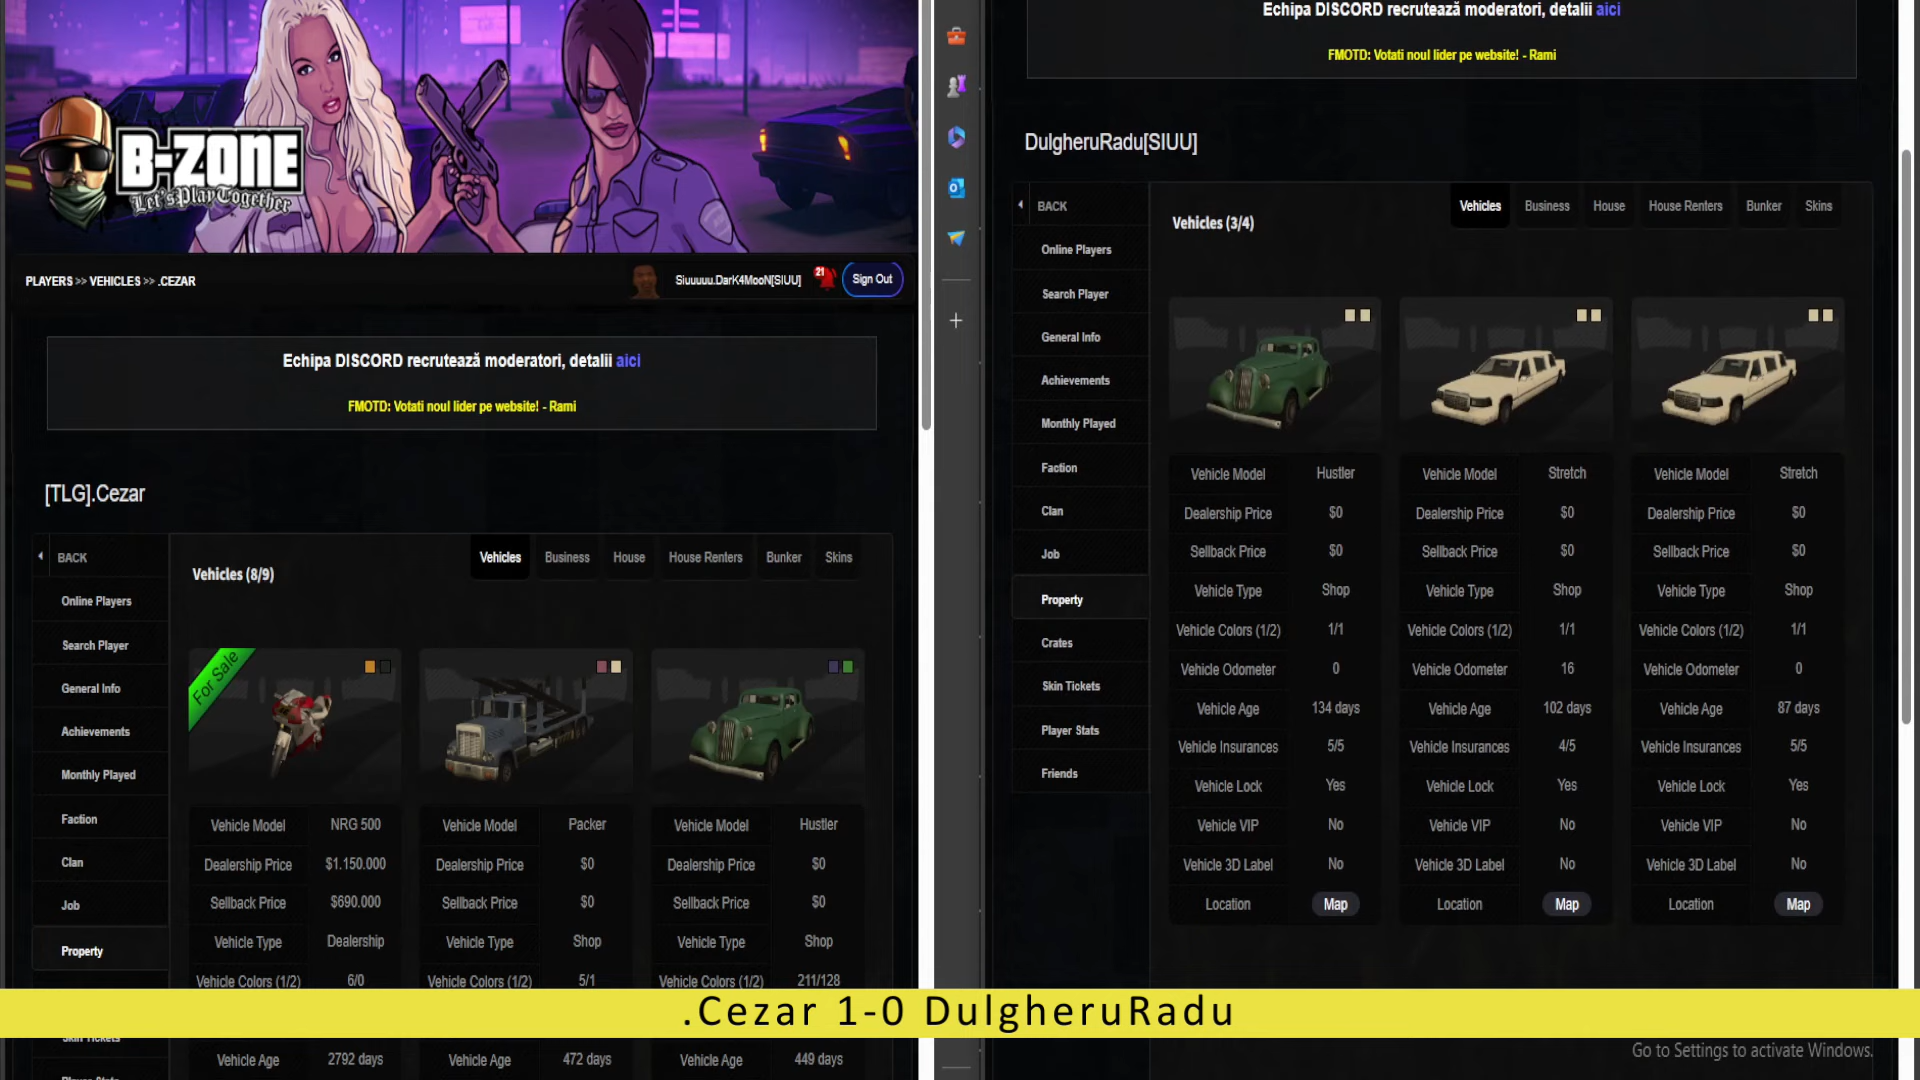 B-ZONE
Let's Play Together
PLAYERS >> VEHICLES >> .CEZAR
Siuuuuu.DarK4MooN[SIUU]
21
Sign Out
Echipa DISCORD recrutează moderatori, detalii aici
FMOTD: Votati noul lider pe website! - Rami
[TLG].Cezar
BACK
Online Players
Search Player
General Info
Achievements
Monthly Played
Faction
Clan
Job
Property
Skin Tickets
Player Stats
Vehicles (8/9)
Vehicles Business House House Renters Bunker Skins
For Sale
Vehicle Model NRG 500
Dealership Price $1.150.000
Sellback Price $690.000
Vehicle Type Dealership
Vehicle Colors (1/2) 6/0
Vehicle Age 2792 days
Vehicle Model Packer
Dealership Price $0
Sellback Price $0
Vehicle Type Shop
Vehicle Colors (1/2) 5/1
Vehicle Age 472 days
Vehicle Model Hustler
Dealership Price $0
Sellback Price $0
Vehicle Type Shop
Vehicle Colors (1/2) 211/128
Vehicle Age 449 days
Echipa DISCORD recrutează moderatori, detalii aici
FMOTD: Votati noul lider pe website! - Rami
DulgheruRadu[SIUU]
BACK
Online Players
Search Player
General Info
Achievements
Monthly Played
Faction
Clan
Job
Property
Crates
Skin Tickets
Player Stats
Friends
Vehicles (3/4)
Vehicles Business House House Renters Bunker Skins
Vehicle Model Hustler
Dealership Price $0
Sellback Price $0
Vehicle Type Shop
Vehicle Colors (1/2) 1/1
Vehicle Odometer 0
Vehicle Age 134 days
Vehicle Insurances 5/5
Vehicle Lock Yes
Vehicle VIP No
Vehicle 3D Label No
Location Map
Vehicle Model Stretch
Dealership Price $0
Sellback Price $0
Vehicle Type Shop
Vehicle Colors (1/2) 1/1
Vehicle Odometer 16
Vehicle Age 102 days
Vehicle Insurances 4/5
Vehicle Lock Yes
Vehicle VIP No
Vehicle 3D Label No
Location Map
Vehicle Model Stretch
Dealership Price $0
Sellback Price $0
Vehicle Type Shop
Vehicle Colors (1/2) 1/1
Vehicle Odometer 0
Vehicle Age 87 days
Vehicle Insurances 5/5
Vehicle Lock Yes
Vehicle VIP No
Vehicle 3D Label No
Location Map
.Cezar 1-0 DulgheruRadu
Go to Settings to activate Windows.